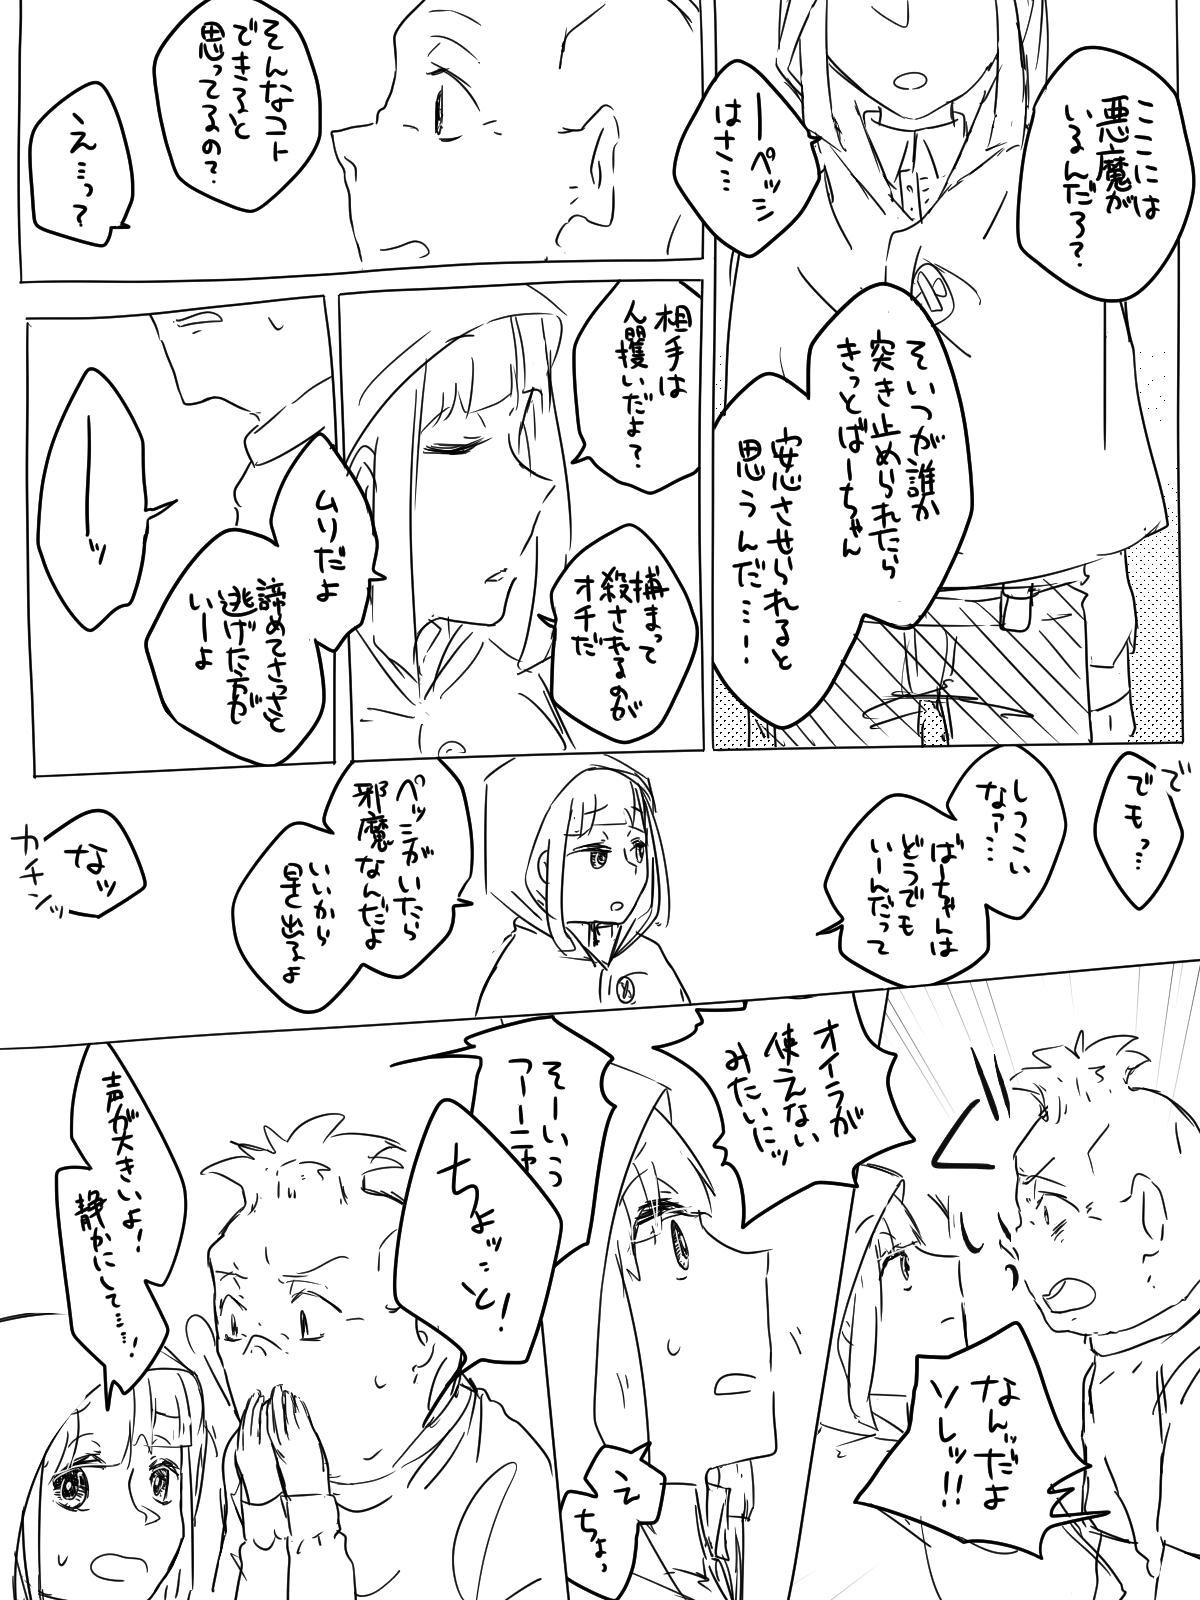 ここには
悪魔が
いるんだろ?
そいつが誰か
突き止められたら
きっとばーちゃん
安心させられると
思うんだ…!
ーペッシ
はさ…
そんなコト
できると
思ってるの?
え…っ?
相手は
人攫いだよ?
捕まって
殺されるのが
オチだ
ムリだよ
諦めてさっさと
逃げた方が
いーよ
ーッ
で
でもっ…
しつこい
なー…
ばーちゃんは
どうでも
いーんだって
ペッシがいたら
邪魔なんだよ
いいから
早く出ろよ
なッ
カチンッ
なんッだよ
ソレッ!!
オイラが
使えない
みたいにッ
え
ちょっ
そーいっ
つーーニャ
ちょッ…と!
声が大きいよ!
静かにして……!